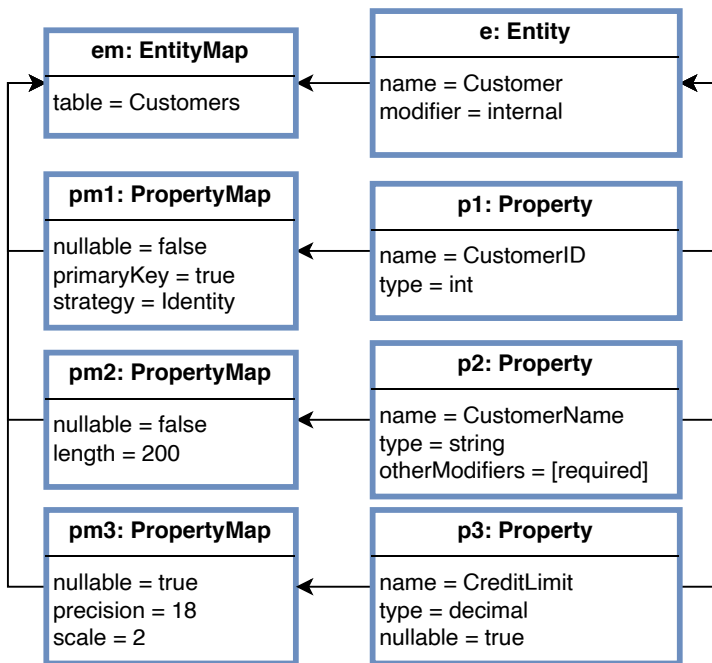 em: EntityMap
table = Customers
e: Entity
name = Customer
modifier = internal
pm1: PropertyMap
nullable = false
primaryKey = true
strategy = Identity
p1: Property
name = CustomerID
type = int
pm2: PropertyMap
nullable = false
length = 200
p2: Property
name = CustomerName
type = string
otherModifiers = [required]
pm3: PropertyMap
nullable = true
precision = 18
scale = 2
p3: Property
name = CreditLimit
type = decimal
nullable = true